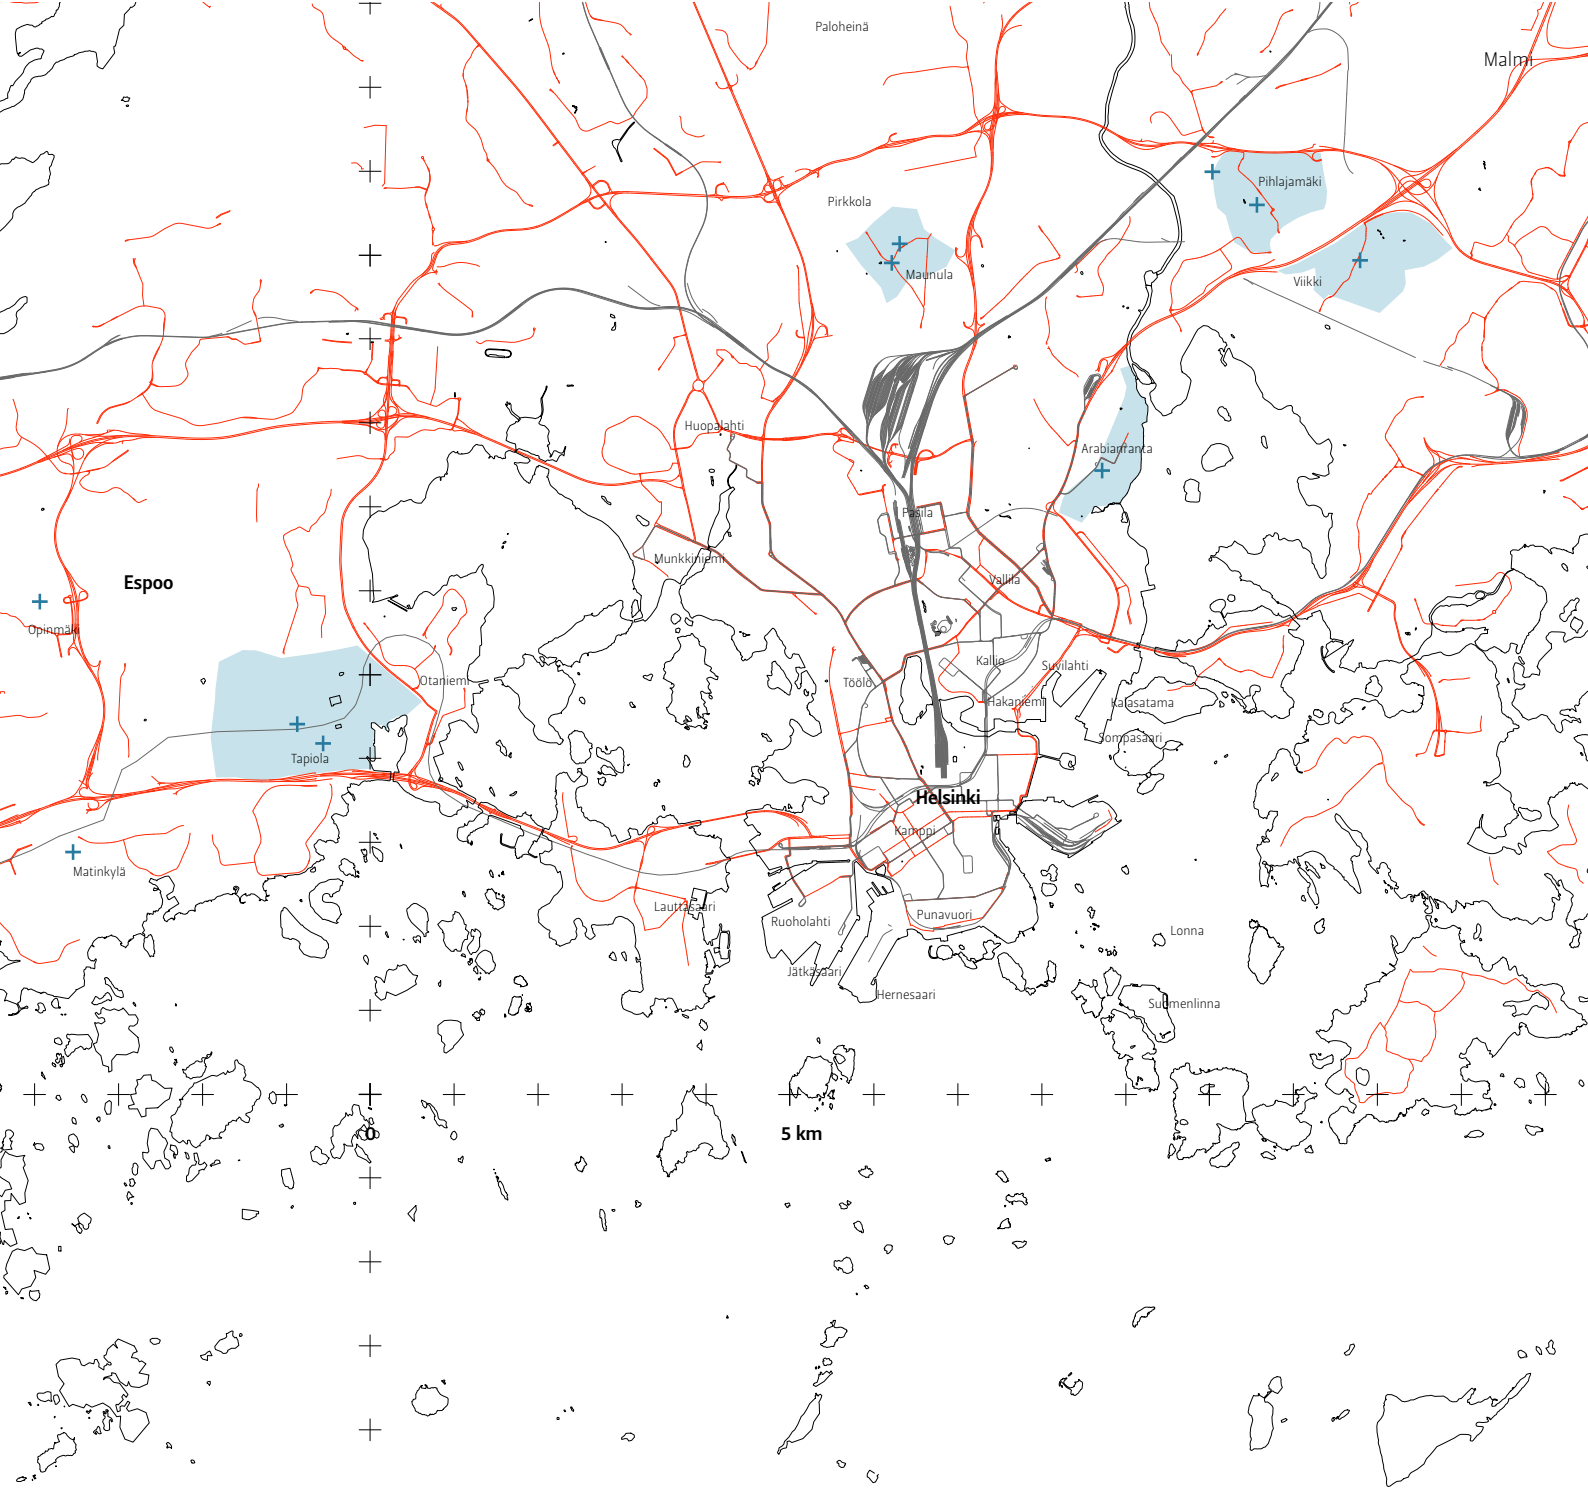 Paloheinä
Malmi
Pihlajamäki
Pirkkola
Maunula
Viikki
Huopalahti
Arabianranta
Pasila
Munkkiniemi
Vallila
Espoo
Opinmäki
Kallio
Suvilahti
Otaniemi
Töölö
Hakaniemi
Kalasatama
Sompasaari
Tapiola
Helsinki
Kamppi
Matinkylä
Lauttasaari
Ruoholahti
Punavuori
Lonna
Jätkäsaari
Hernesaari
Suomenlinna
0
5 km